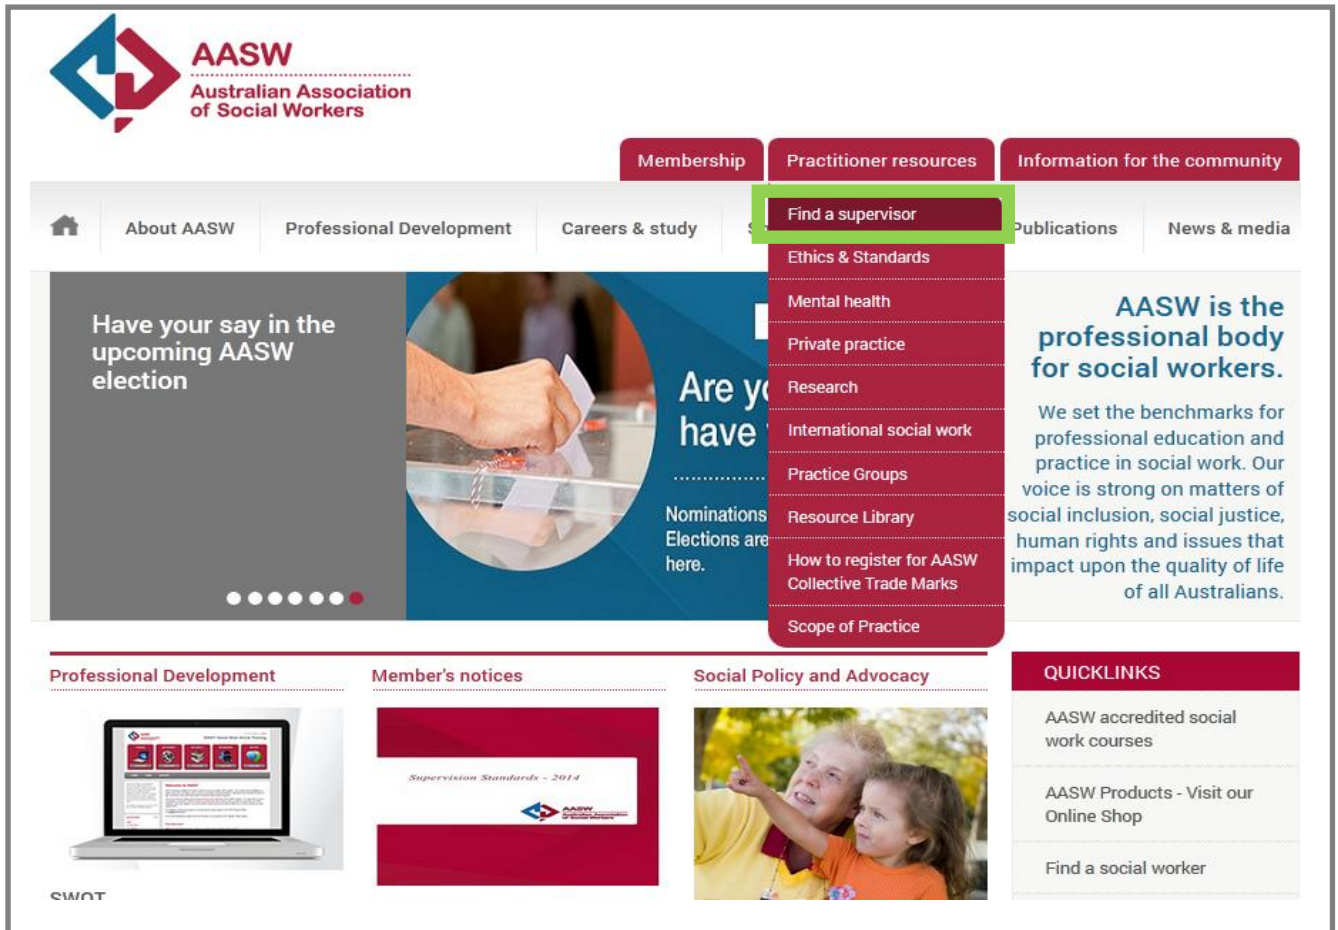 AASW
Australian Association
of Social Workers
Membership
Practitioner resources
Information for the community
About AASW
Professional Development
Careers & study
Publications
News & media
Find a supervisor
Ethics & Standards
Mental health
Private practice
Research
International social work
Practice Groups
Resource Library
How to register for AASW
Collective Trade Marks
Scope of Practice
Have your say in the
upcoming AASW
election
Are
have
Nominations
Elections are
here.
AASW is the
professional body
for social workers.
We set the benchmarks for
professional education and
practice in social work. Our
voice is strong on matters of
social inclusion, social justice,
human rights and issues that
impact upon the quality of life
of all Australians.
Professional Development
Member's notices
Supervision Standards - 2014
AASW
Australian Association
of Social Workers
Social Policy and Advocacy
QUICKLINKS
AASW accredited social
work courses
AASW Products - Visit our
Online Shop
Find a social worker
SWOT